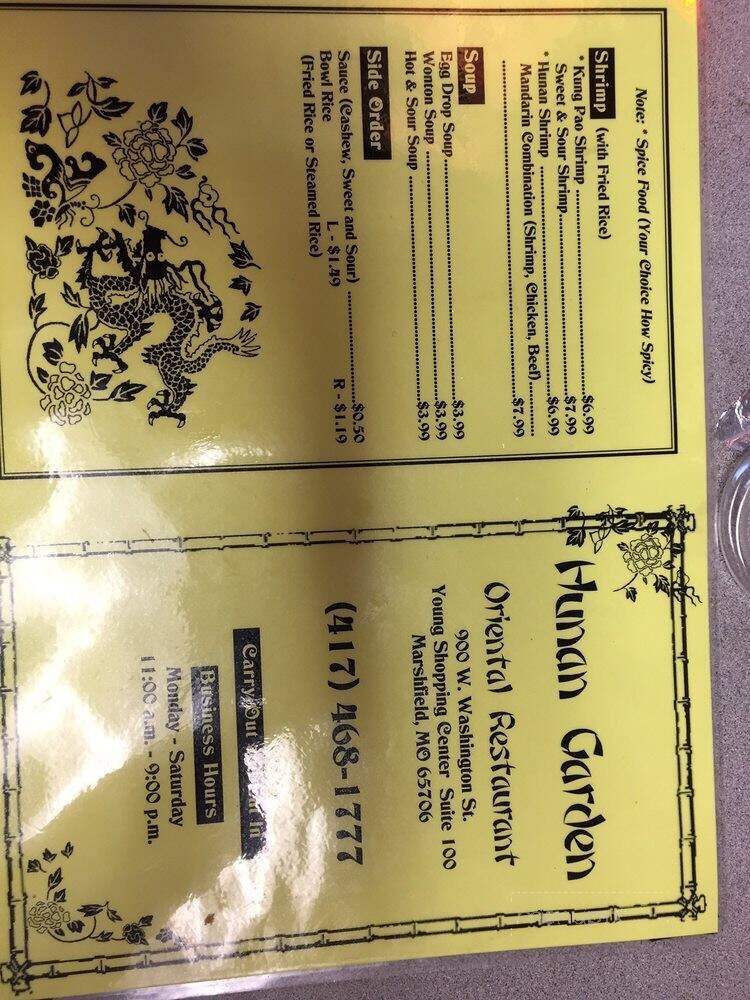 Note: * Spice Food (Your Choice How Spicy)
Shrimp (with Fried Rice)
* Kung Pao Shrimp ........ $6.99
Sweet & Sour Shrimp ........ $7.99
* Hunan Shrimp ........ $6.99
Mandarin Combination (Shrimp, Chicken, Beef) ........
........ $7.99
Soup
Egg Drop Soup ........ $3.99
Wonton Soup ........ $3.99
Hot & Sour Soup ........ $3.99
Side Order
Sauce (Cashew, Sweet and Sour) ........ $0.50
Bowl Rice L - $1.49 R - $1.19
(Fried Rice or Steamed Rice)
Hunan Garden
Oriental Restaurant
900 W. Washington St.
Young Shopping Center Suite 100
Marshfield, MO 65706
(417) 468-1777
Carry Out In
Business Hours
Monday - Saturday
11:00 a.m. - 9:00 p.m.